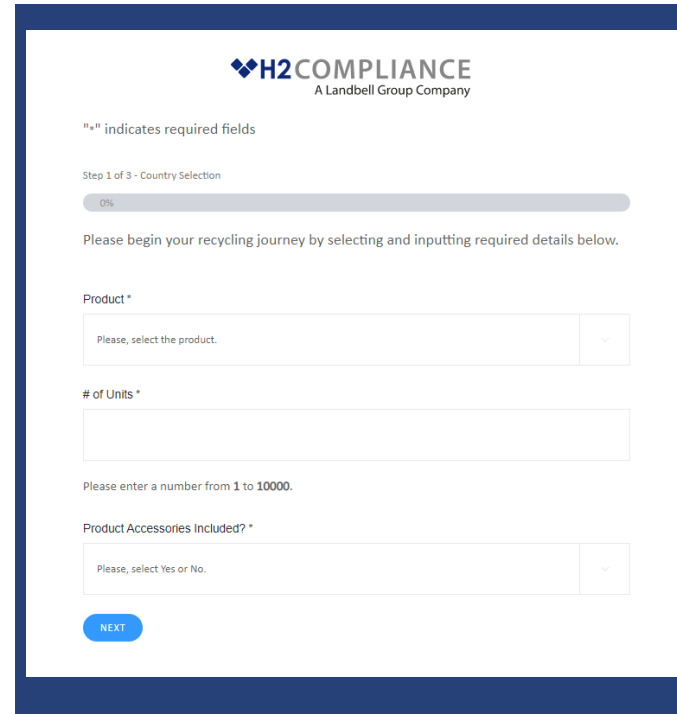 H2COMPLIANCE
A Landbell Group Company
"*" indicates required fields
Step 1 of 3 - Country Selection
0%
Please begin your recycling journey by selecting and inputting required details below.
Product *
Please, select the product.
# of Units *
Please enter a number from 1 to 10000.
Product Accessories Included? *
Please, select Yes or No.
NEXT